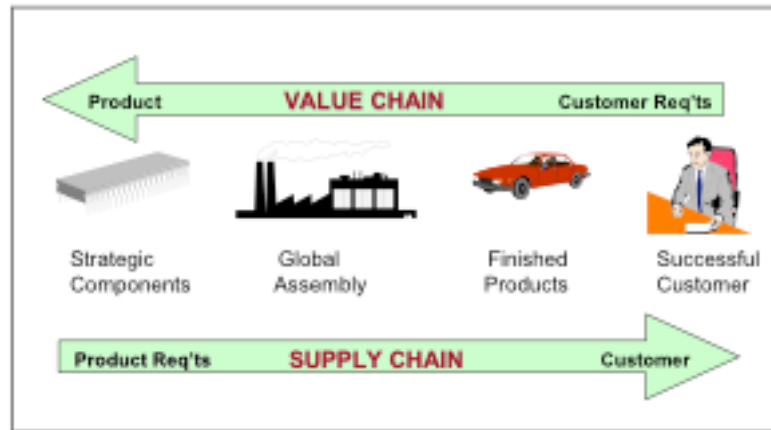 Product VALUE CHAIN Customer Req'ts
Strategic Components
Global Assembly
Finished Products
Successful Customer
Product Req'ts SUPPLY CHAIN Customer